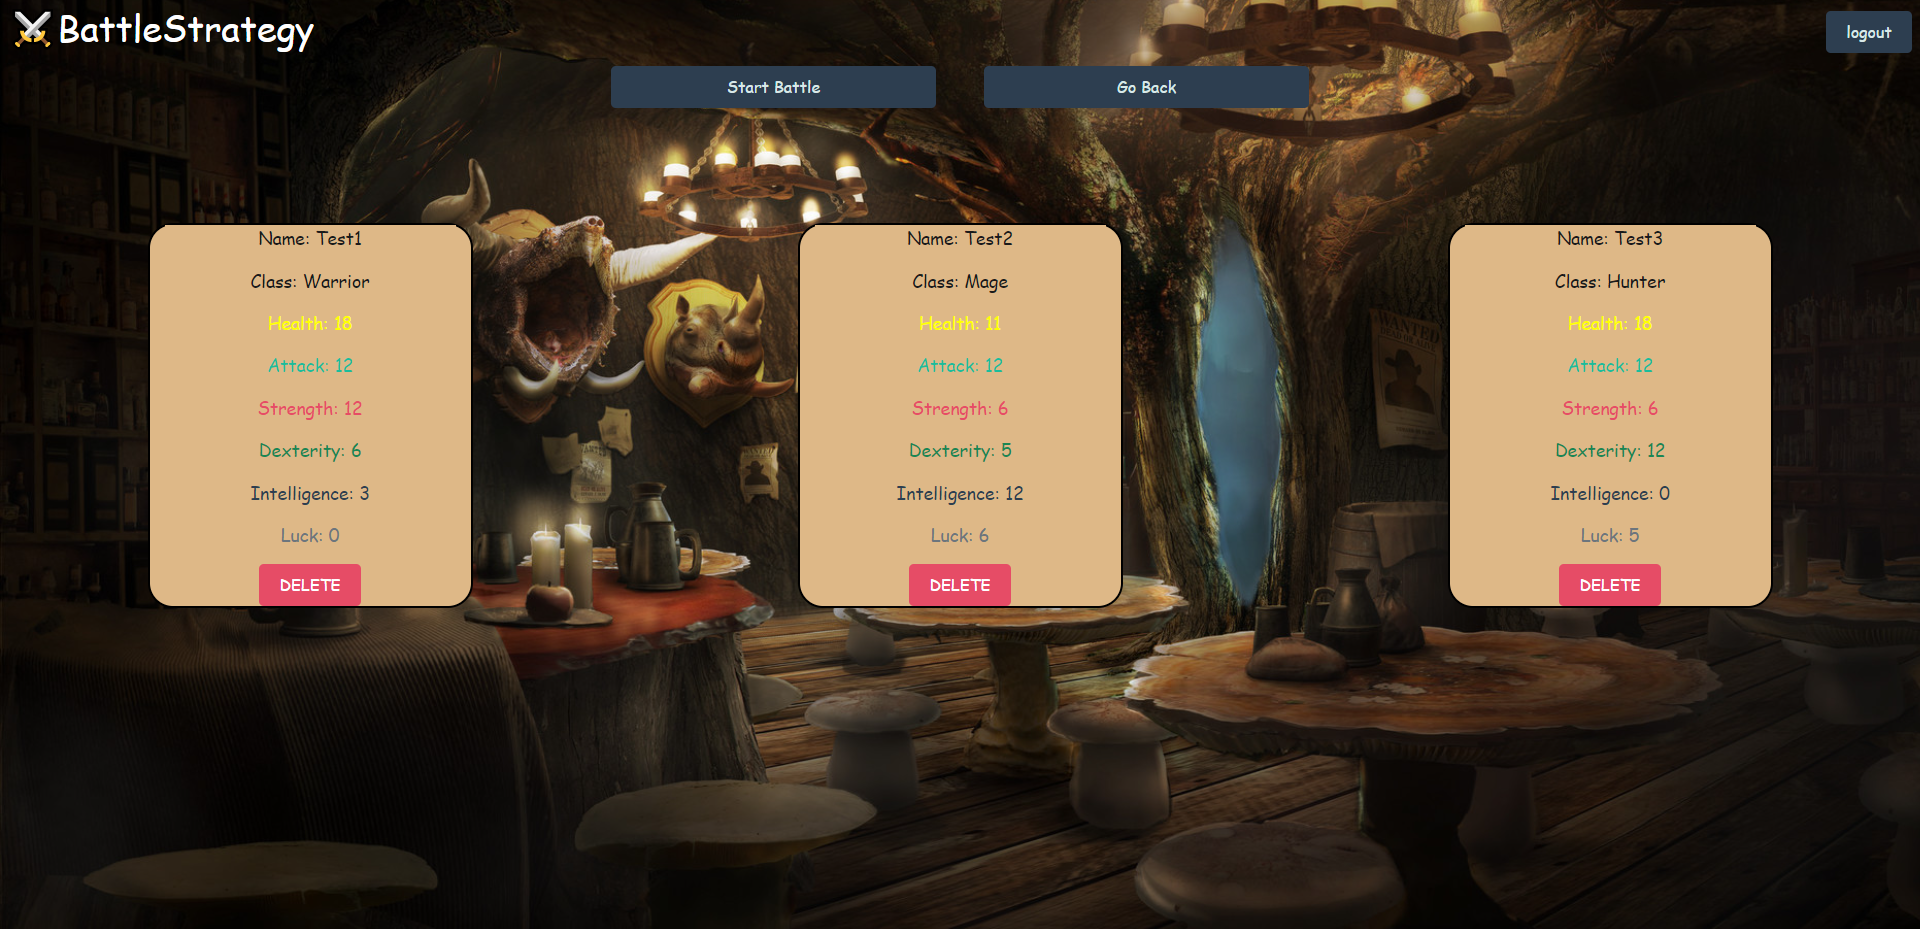 BattleStrategy
logout
Start Battle
Go Back
Name: Test1
Class: Warrior
Health: 18
Attack: 12
Strength: 12
Dexterity: 6
Intelligence: 3
Luck: 0
DELETE
Name: Test2
Class: Mage
Health: 11
Attack: 12
Strength: 6
Dexterity: 5
Intelligence: 12
Luck: 6
DELETE
Name: Test3
Class: Hunter
Health: 18
Attack: 12
Strength: 6
Dexterity: 12
Intelligence: 0
Luck: 5
DELETE
WANTED
WANTED